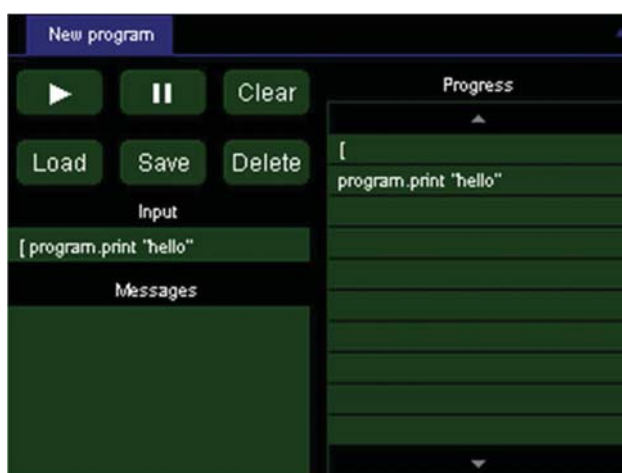 New program
Clear
Load
Save
Delete
Input
[ program.print "hello"
Messages
Progress
[
program.print "hello"